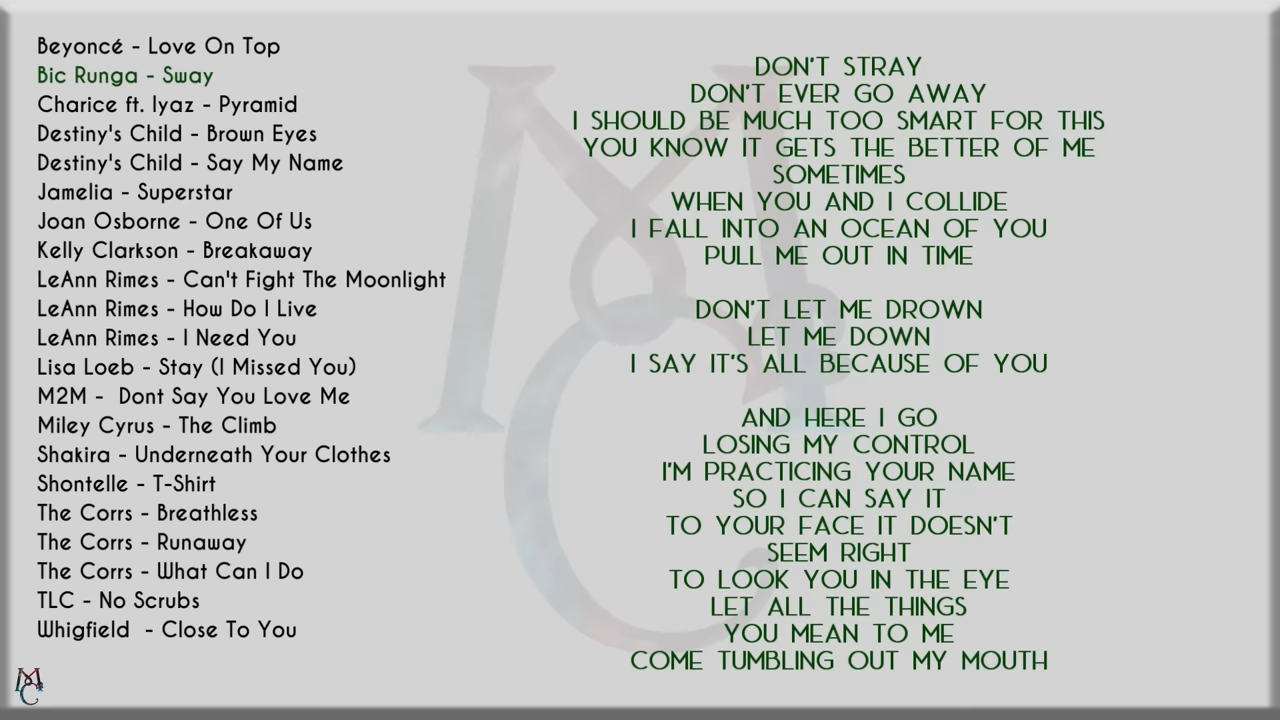 Beyoncé - Love On Top
Bic Runga - Sway
Charice ft. Iyaz - Pyramid
Destiny's Child - Brown Eyes
Destiny's Child - Say My Name
Jamelia - Superstar
Joan Osborne - One Of Us
Kelly Clarkson - Breakaway
LeAnn Rimes - Can't Fight The Moonlight
LeAnn Rimes - How Do I Live
LeAnn Rimes - I Need You
Lisa Loeb - Stay (I Missed You)
M2M -  Dont Say You Love Me
Miley Cyrus - The Climb
Shakira - Underneath Your Clothes
Shontelle - T-Shirt
The Corrs - Breathless
The Corrs - Runaway
The Corrs - What Can I Do
TLC - No Scrubs
Whigfield  - Close To You
DON'T STRAY
DON'T EVER GO AWAY
I SHOULD BE MUCH TOO SMART FOR THIS
YOU KNOW IT GETS THE BETTER OF ME
SOMETIMES
WHEN YOU AND I COLLIDE
I FALL INTO AN OCEAN OF YOU
PULL ME OUT IN TIME
DON'T LET ME DROWN
LET ME DOWN
I SAY IT'S ALL BECAUSE OF YOU
AND HERE I GO
LOSING MY CONTROL
I'M PRACTICING YOUR NAME
SO I CAN SAY IT
TO YOUR FACE IT DOESN'T
SEEM RIGHT
TO LOOK YOU IN THE EYE
LET ALL THE THINGS
YOU MEAN TO ME
COME TUMBLING OUT MY MOUTH
MC